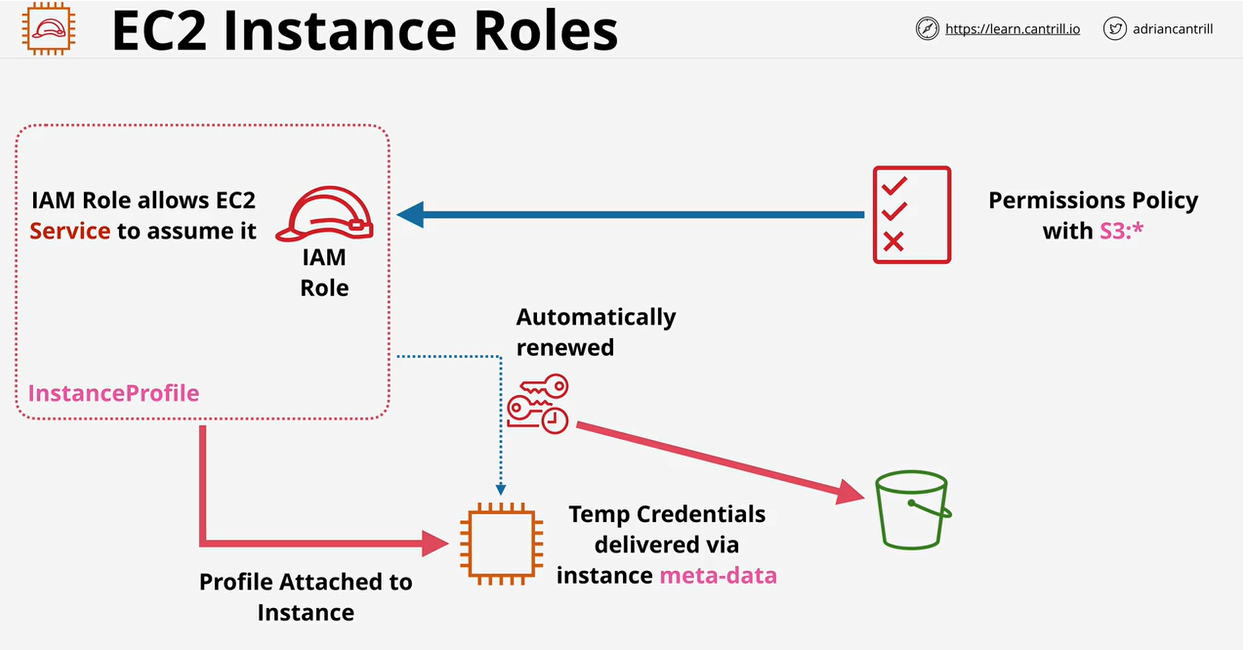 EC2 Instance Roles
https://learn.cantrill.io
adriancantrill
IAM Role allows EC2
Service to assume it
IAM
Role
Permissions Policy
with S3:*
Automatically
renewed
InstanceProfile
Temp Credentials
delivered via
instance meta-data
Profile Attached to
Instance